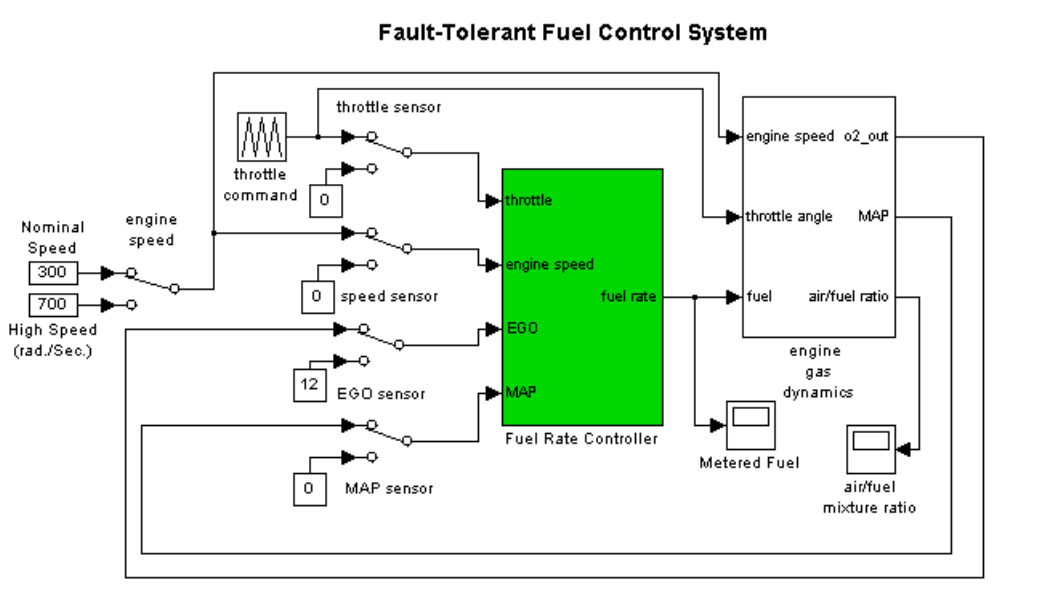 Fault-Tolerant Fuel Control System
throttle sensor
throttle
command
0
engine speed
o2_out
throttle angle
MAP
fuel
air/fuel ratio
engine
gas
dynamics
Nominal
Speed
300
700
High Speed
(rad./Sec.)
engine
speed
0
speed sensor
12
EGO sensor
0
MAP sensor
throttle
engine speed
fuel rate
EGO
MAP
Fuel Rate Controller
Metered Fuel
air/fuel
mixture ratio